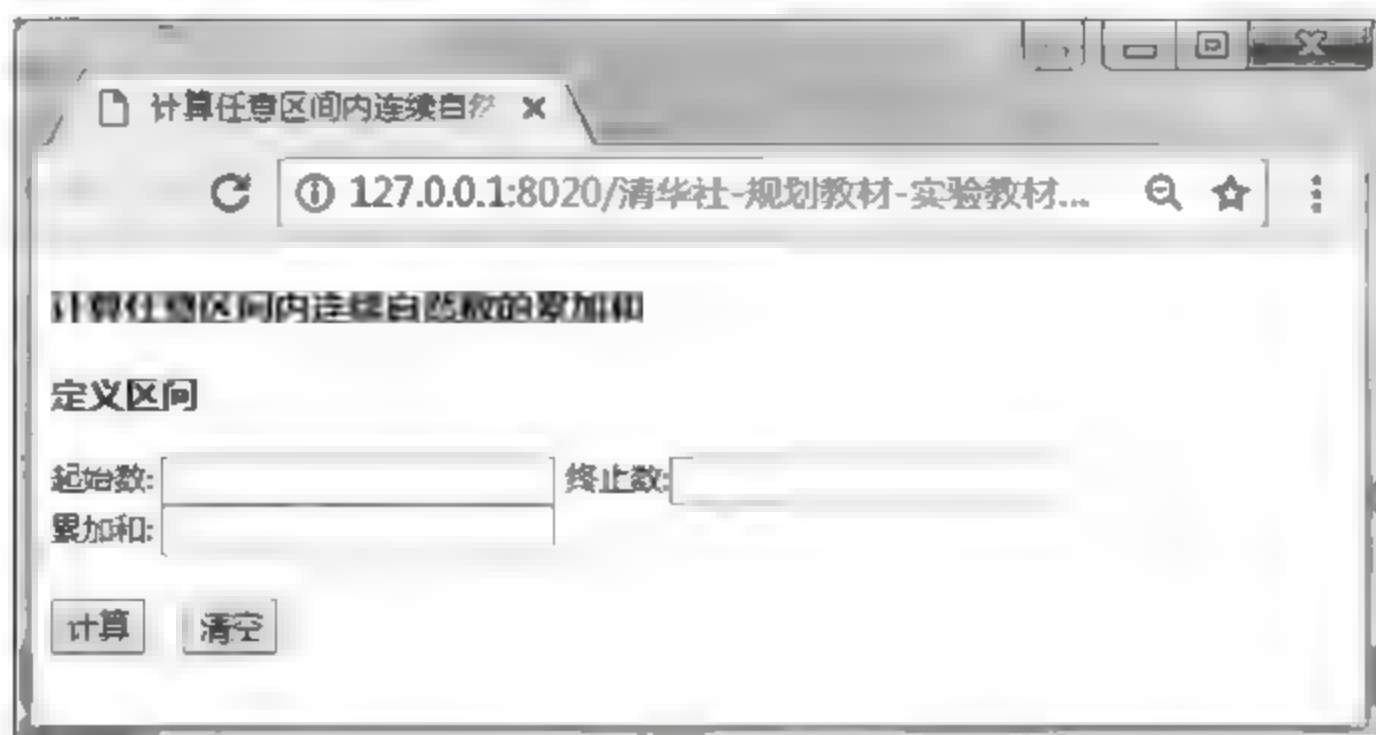 计算任意区间内连续自然
127.0.0.1:8020/清华社-规划教材-实验教材...
计算任意区间内连续自然数的累加和
定义区间
起始数: 终止数:
累加和:
计算 清空